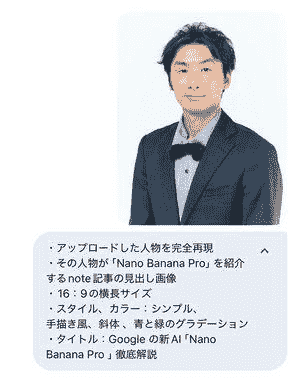 ・アップロードした人物を完全再現
・その人物が「Nano Banana Pro」を紹介
するnote記事の見出し画像
・16：9の横長サイズ
・スタイル、カラー：シンプル、
手描き風、斜体 、青と緑のグラデーション
・タイトル：Google の新AI「Nano
Banana Pro 」徹底解説